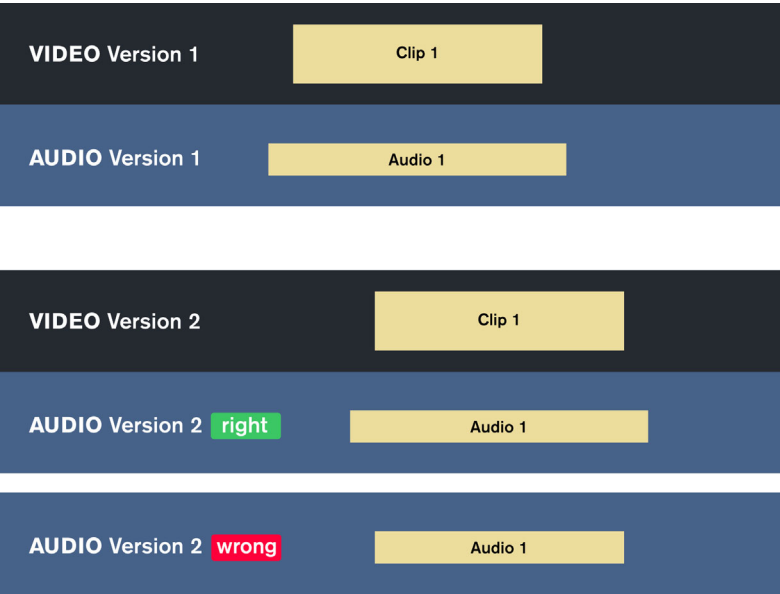 VIDEO Version 1
Clip 1
AUDIO Version 1
Audio 1
VIDEO Version 2
Clip 1
AUDIO Version 2 right
Audio 1
AUDIO Version 2 wrong
Audio 1